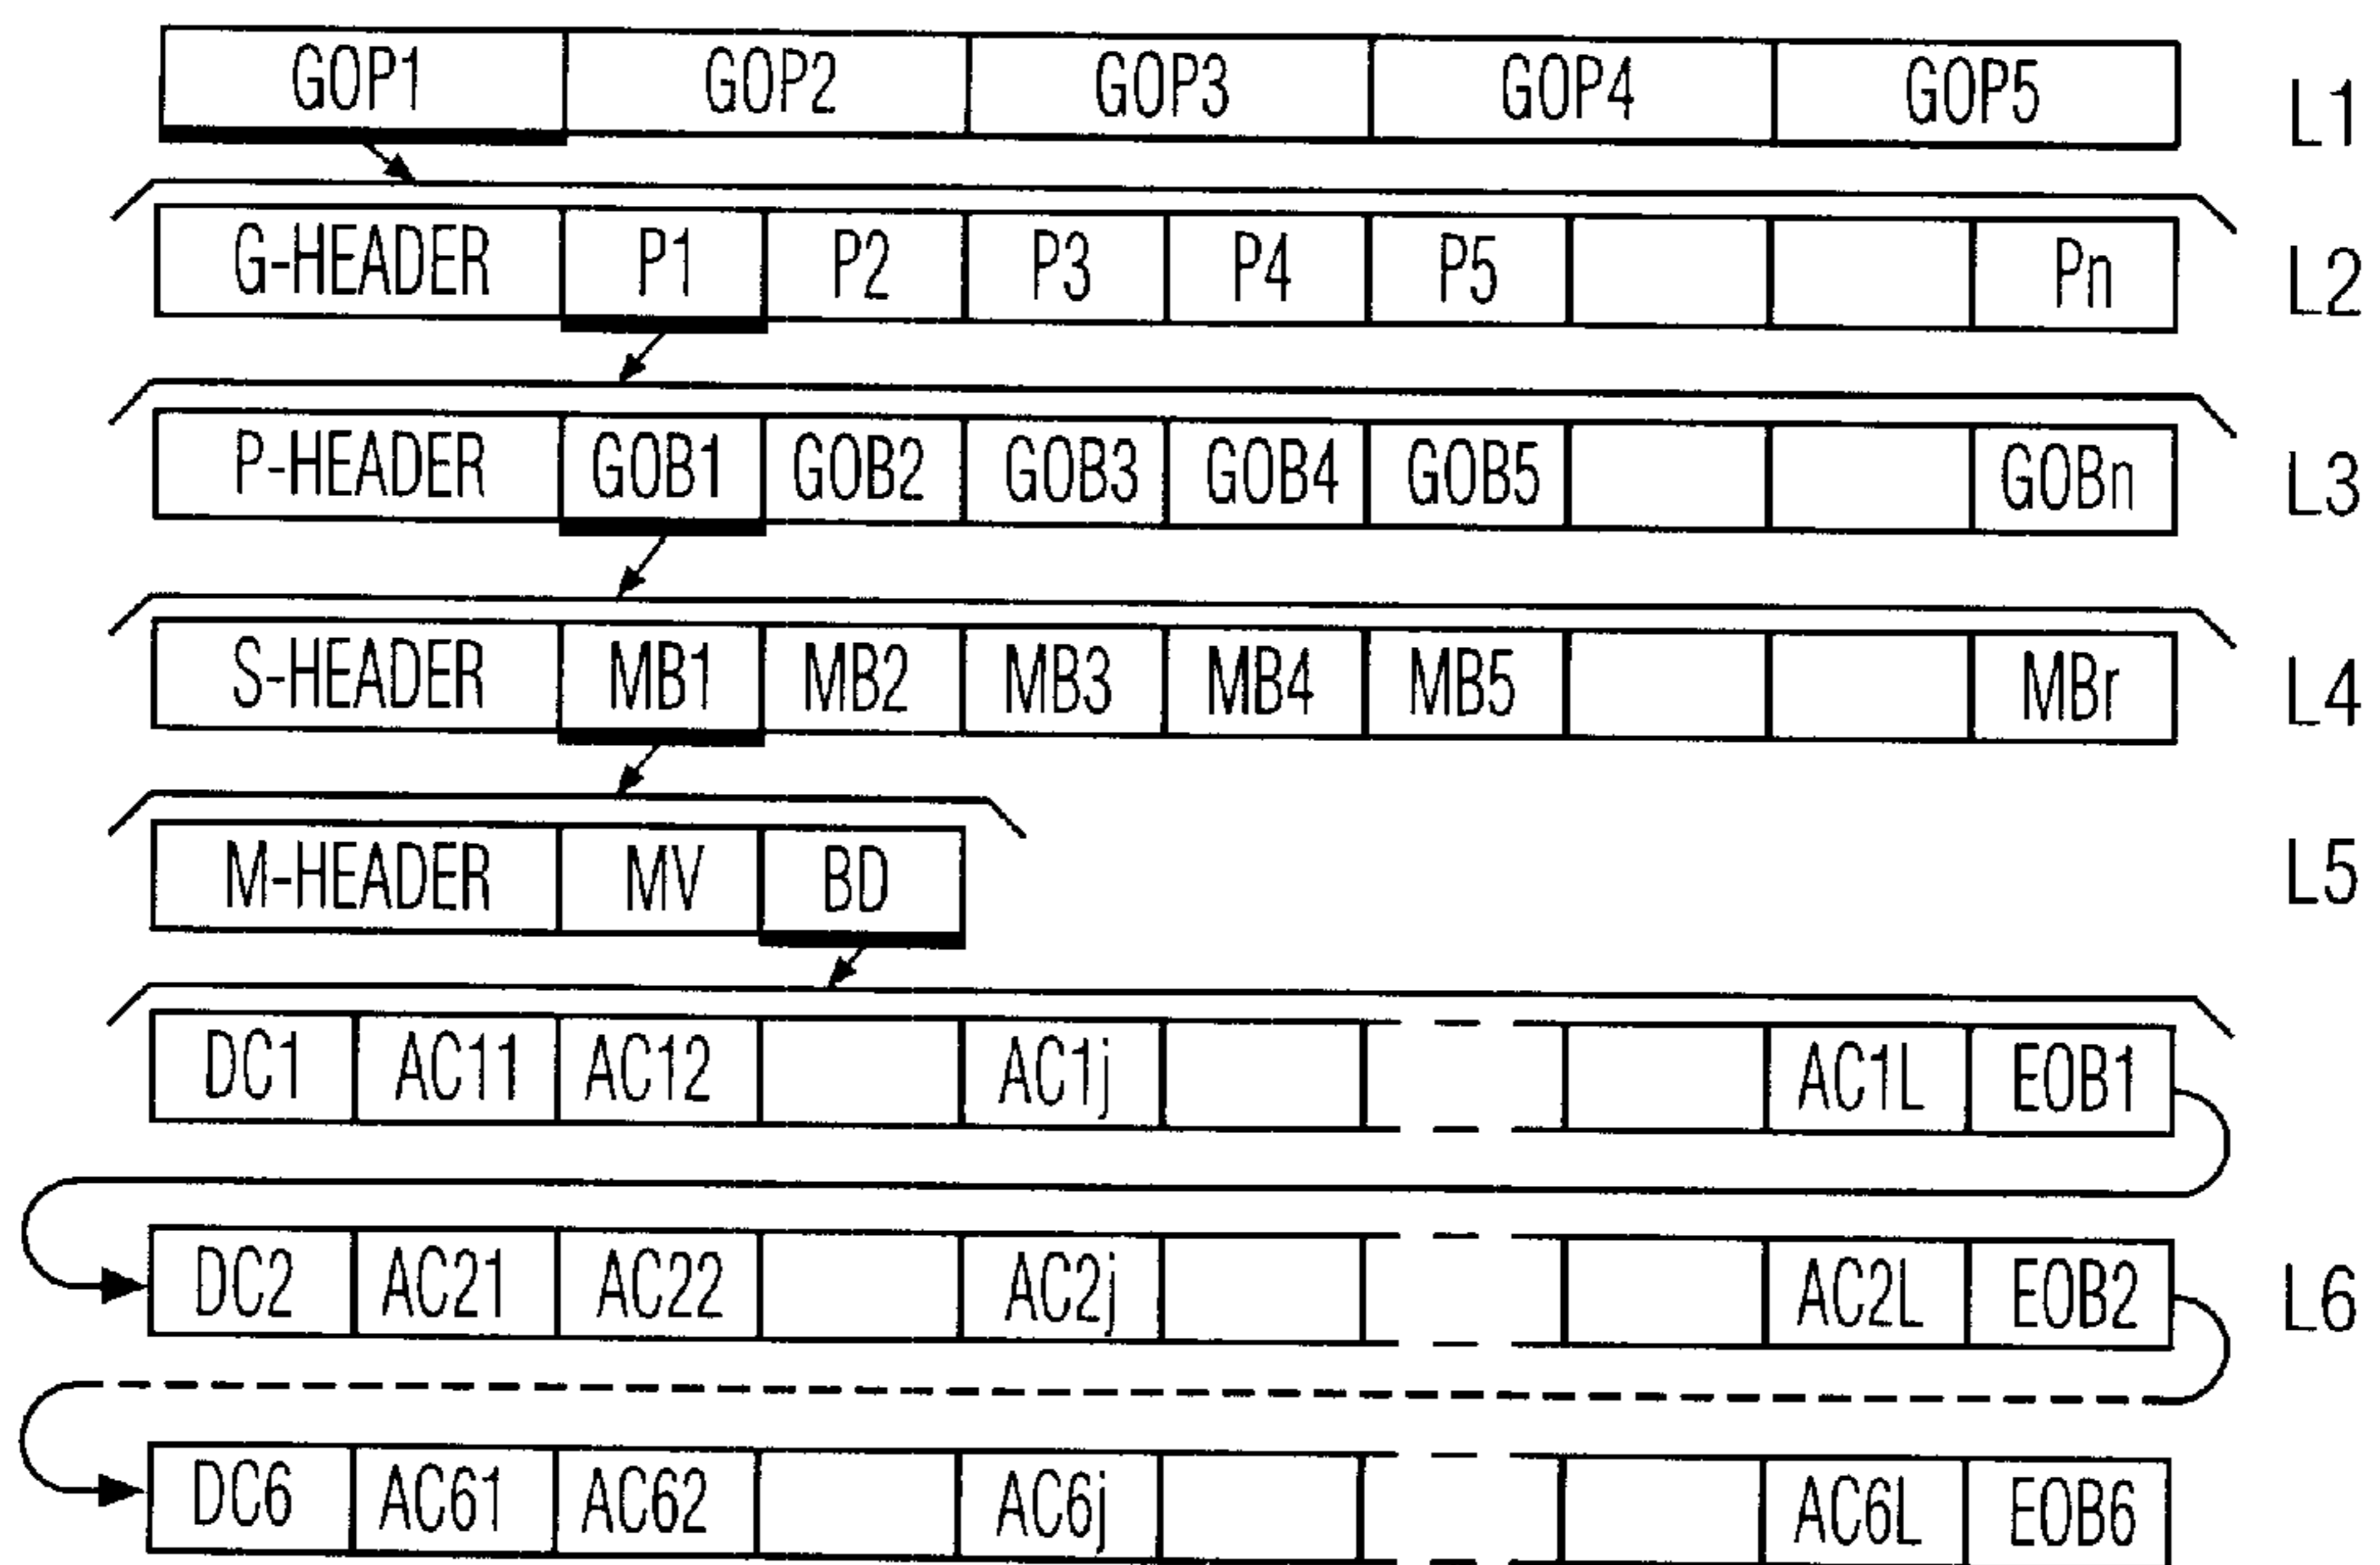 GOP1 GOP2 GOP3 GOP4 GOP5 L1
G-HEADER P1 P2 P3 P4 P5 Pn L2
P-HEADER GOB1 GOB2 GOB3 GOB4 GOB5 GOBn L3
S-HEADER MB1 MB2 MB3 MB4 MB5 MBr L4
M-HEADER MV BD L5
DC1 AC11 AC12 AC1j AC1L EOB1
DC2 AC21 AC22 AC2j AC2L EOB2 L6
DC6 AC61 AC62 AC6j AC6L EOB6